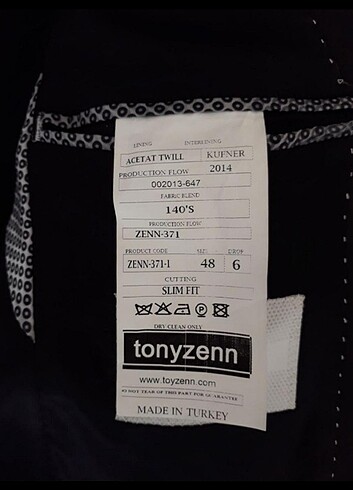 LINING INTERLINING
ACETAT TWILL KUFNER
PRODUCTION FLOW 2014
002013-647
FABRIC BLEND
140'S
PRODUCTION FLOW
ZENN-371
PRODUCT CODE SIZE DROP
ZENN-371-1 48 6
CUTTING
SLIM FIT
DRY CLEAN ONLY
tonyzenn
www.toyzenn.com
NOT TEAR OF THIS PART FOR GUARANTEE
MADE IN TURKEY